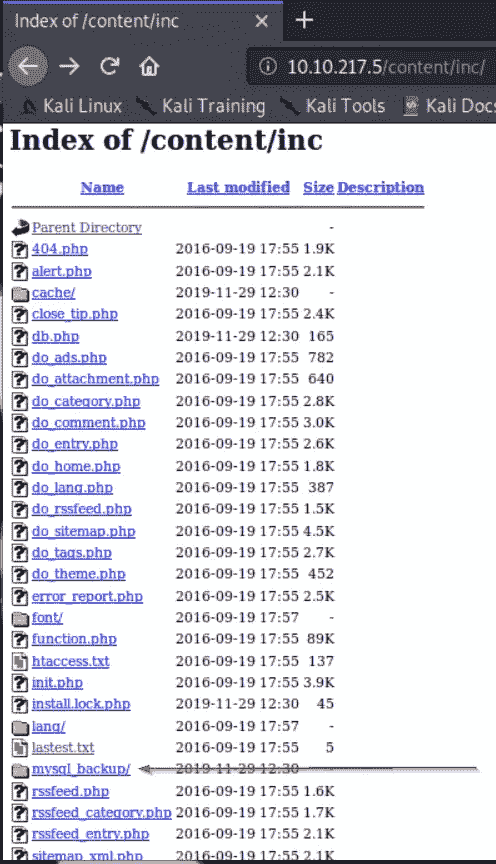 Index of /content/inc
10.10.217.5/content/inc/
Kali Linux Kali Training Kali Tools Kali Docs
Index of /content/inc
Name Last modified Size Description
Parent Directory -
404.php 2016-09-19 17:55 1.9K
alert.php 2016-09-19 17:55 2.1K
cache/ 2019-11-29 12:30 -
close_tip.php 2016-09-19 17:55 2.4K
db.php 2019-11-29 12:30 165
do_ads.php 2016-09-19 17:55 782
do_attachment.php 2016-09-19 17:55 640
do_category.php 2016-09-19 17:55 2.8K
do_comment.php 2016-09-19 17:55 3.0K
do_entry.php 2016-09-19 17:55 2.6K
do_home.php 2016-09-19 17:55 1.8K
do_lang.php 2016-09-19 17:55 387
do_rssfeed.php 2016-09-19 17:55 1.5K
do_sitemap.php 2016-09-19 17:55 4.5K
do_tags.php 2016-09-19 17:55 2.7K
do_theme.php 2016-09-19 17:55 452
error_report.php 2016-09-19 17:55 2.5K
font/ 2016-09-19 17:57 -
function.php 2016-09-19 17:55 89K
htaccess.txt 2016-09-19 17:55 137
init.php 2016-09-19 17:55 3.9K
install.lock.php 2019-11-29 12:30 45
lang/ 2016-09-19 17:57 -
lastest.txt 2016-09-19 17:55 5
mysql_backup/ 2019-11-29 12:30 -
rssfeed.php 2016-09-19 17:55 1.6K
rssfeed_category.php 2016-09-19 17:55 1.7K
rssfeed_entry.php 2016-09-19 17:55 2.1K
sitemap_xml.php 2016-09-19 17:55 2.1K